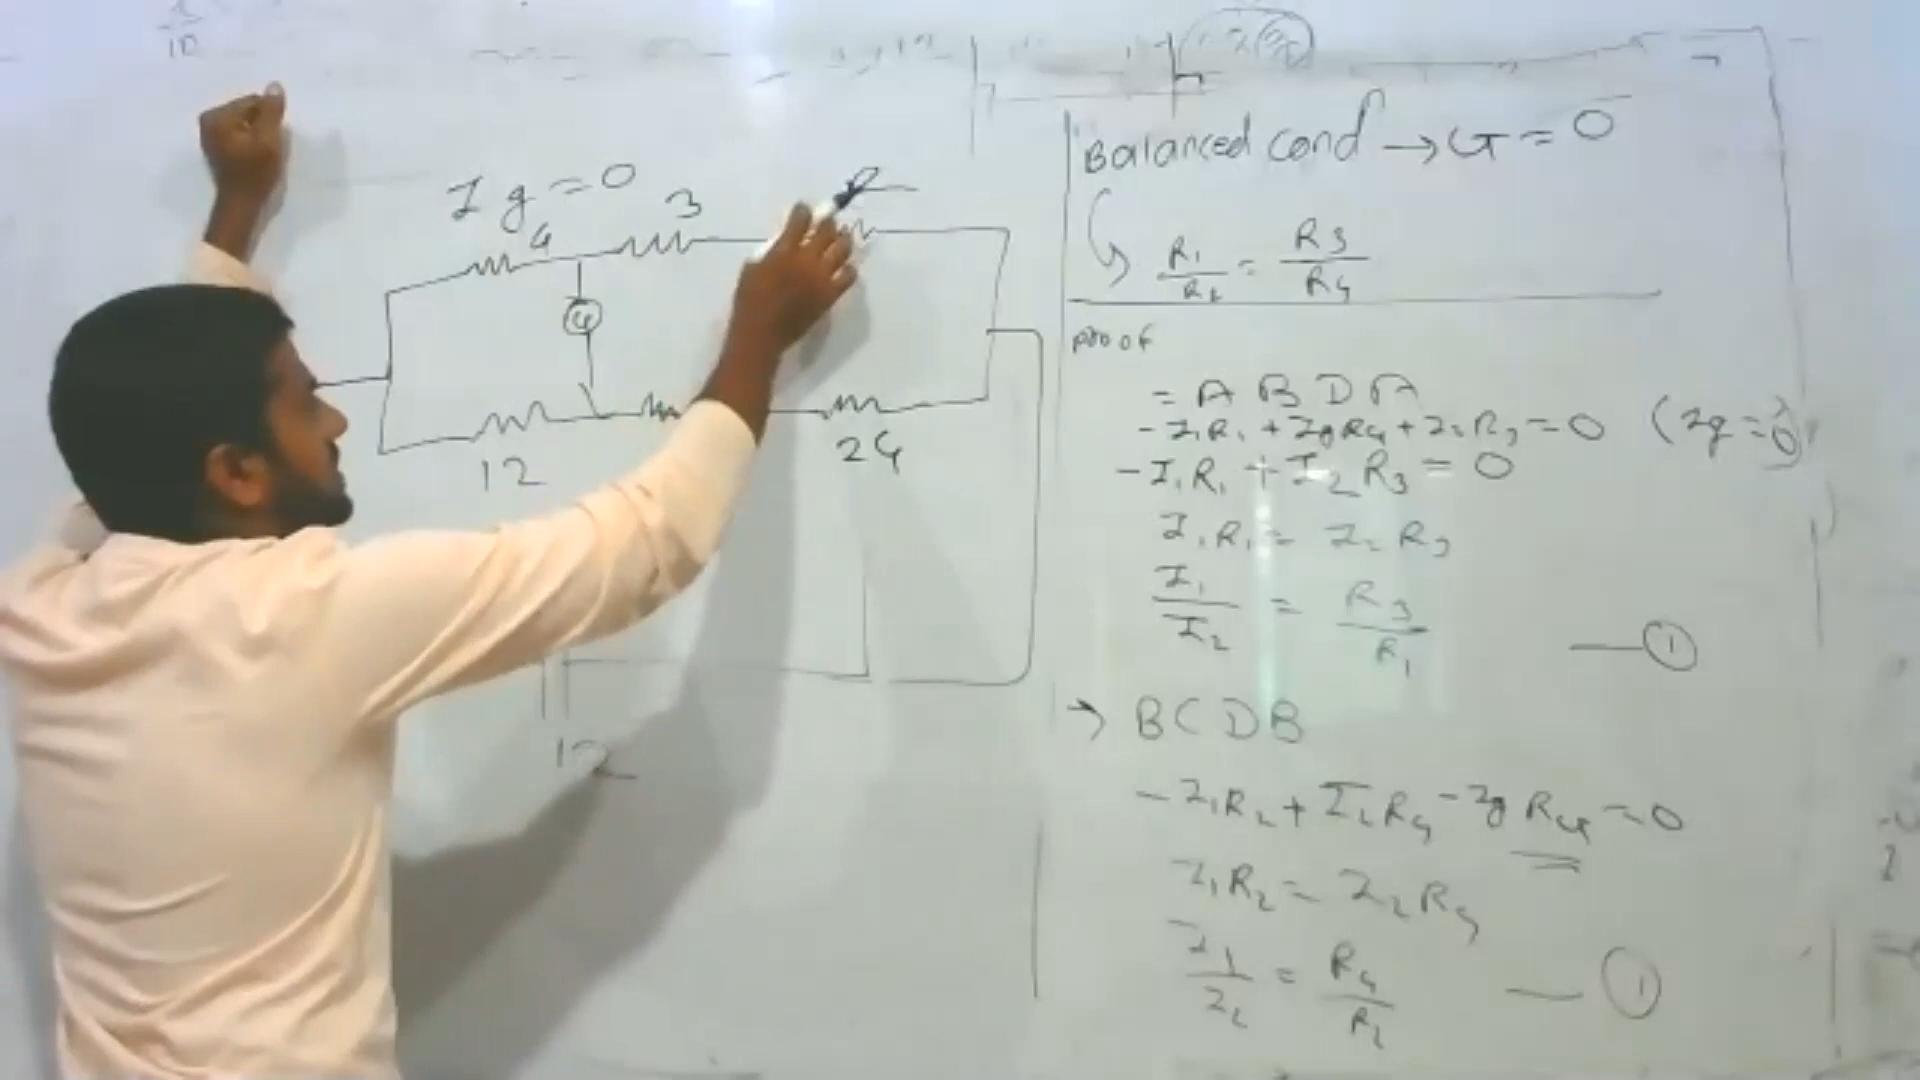 Ig = 0
4
3
G
12
24
12
Balanced cond → G = 0
R1/R2 = R3/R4
Proof
= A B D A
- I1R1 + IgRG + I2R3 = 0 (Ig = 0)
- I1R1 + I2R3 = 0
I1R1 = I2R3
I1/I2 = R3/R1 — 1
→ B C D B
- I1R2 + I2R4 - IgRG = 0
I1R2 = I2R4
I1/I2 = R4/R2 — 1